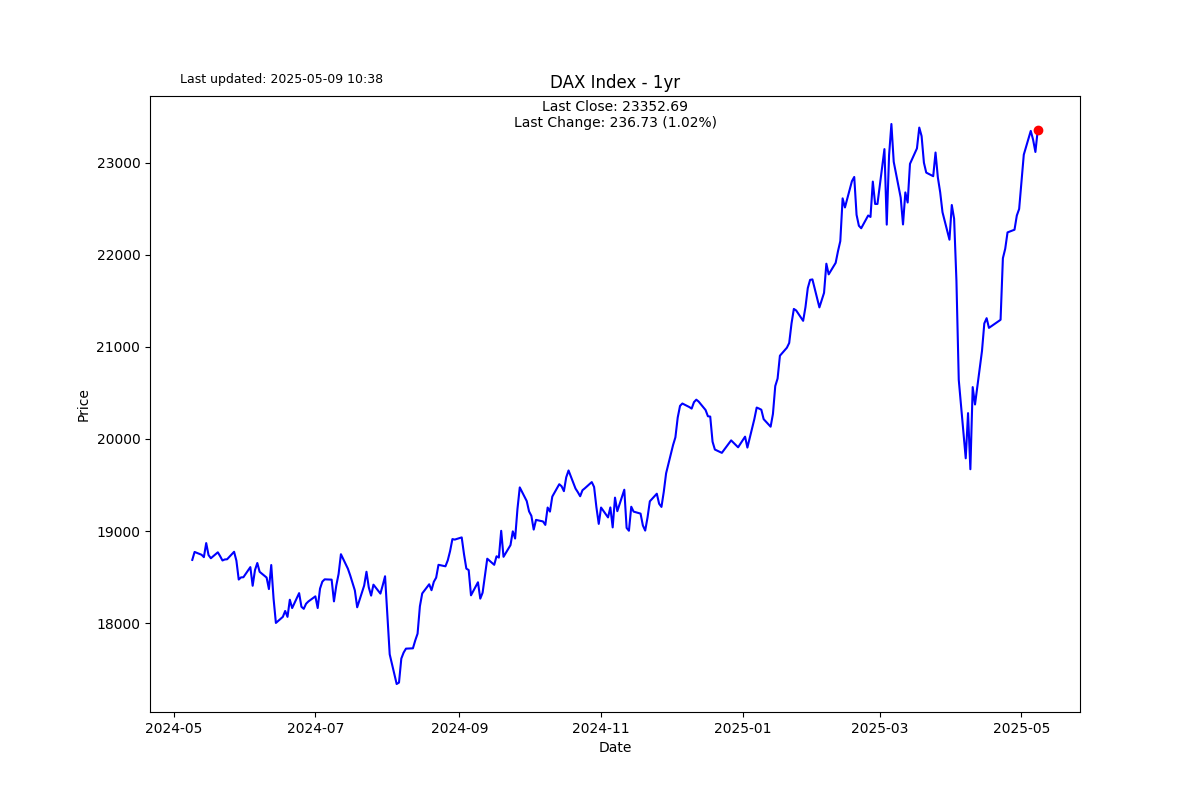 Last updated: 2025-05-09 10:38
DAX Index - 1yr
Last Close: 23352.69
Last Change: 236.73 (1.02%)
Price
23000
22000
21000
20000
19000
18000
2024-05
2024-07
2024-09
2024-11
2025-01
2025-03
2025-05
Date